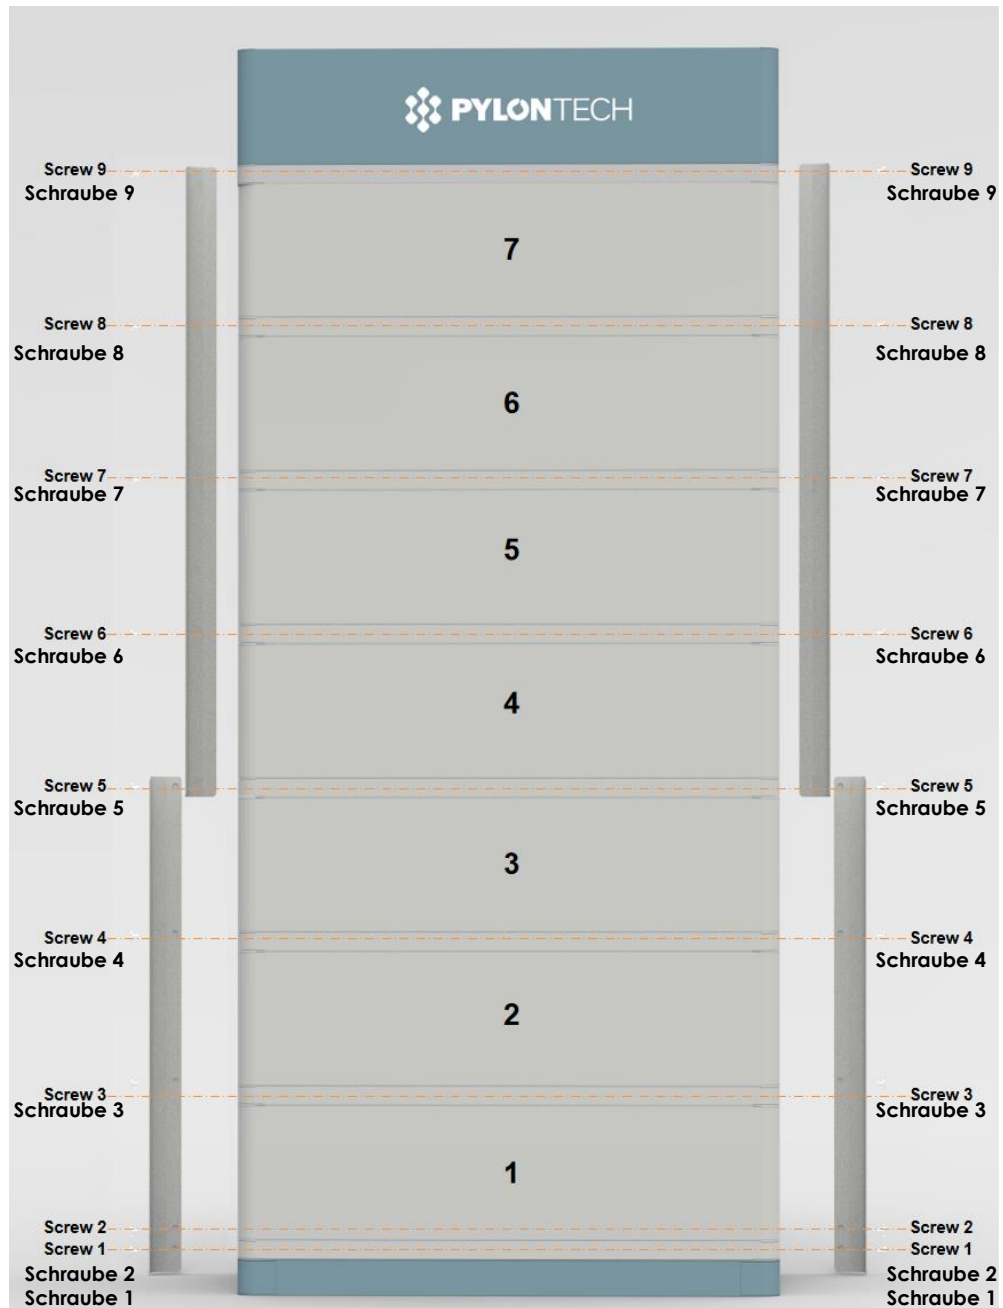 PYLONTECH
Screw 9 Screw 9
Schraube 9 Schraube 9
7
Screw 8 Screw 8
Schraube 8 Schraube 8
6
Screw 7 Screw 7
Schraube 7 Schraube 7
5
Screw 6 Screw 6
Schraube 6 Schraube 6
4
Screw 5 Screw 5
Schraube 5 Schraube 5
3
Screw 4 Screw 4
Schraube 4 Schraube 4
2
Screw 3 Screw 3
Schraube 3 Schraube 3
1
Screw 2 Screw 2
Screw 1 Screw 1
Schraube 2 Schraube 2
Schraube 1 Schraube 1